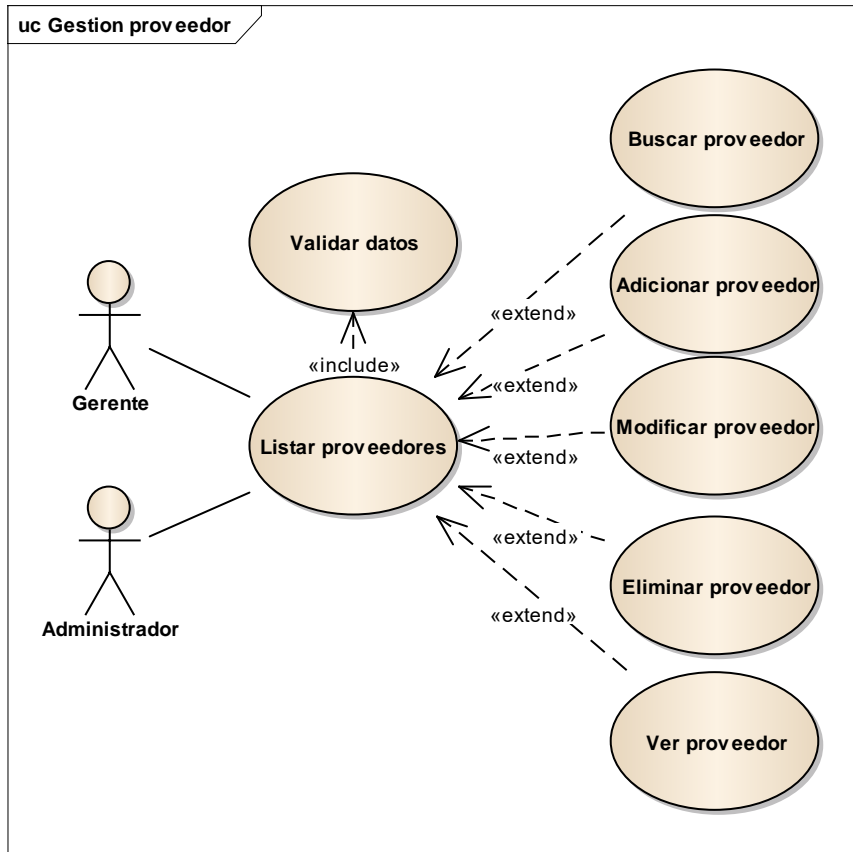 uc Gestion proveedor
Buscar proveedor
Validar datos
Adicionar proveedor
«extend»
«include»
«extend»
Gerente
Modificar proveedor
Listar proveedores
«extend»
«extend»
Eliminar proveedor
Administrador
«extend»
Ver proveedor